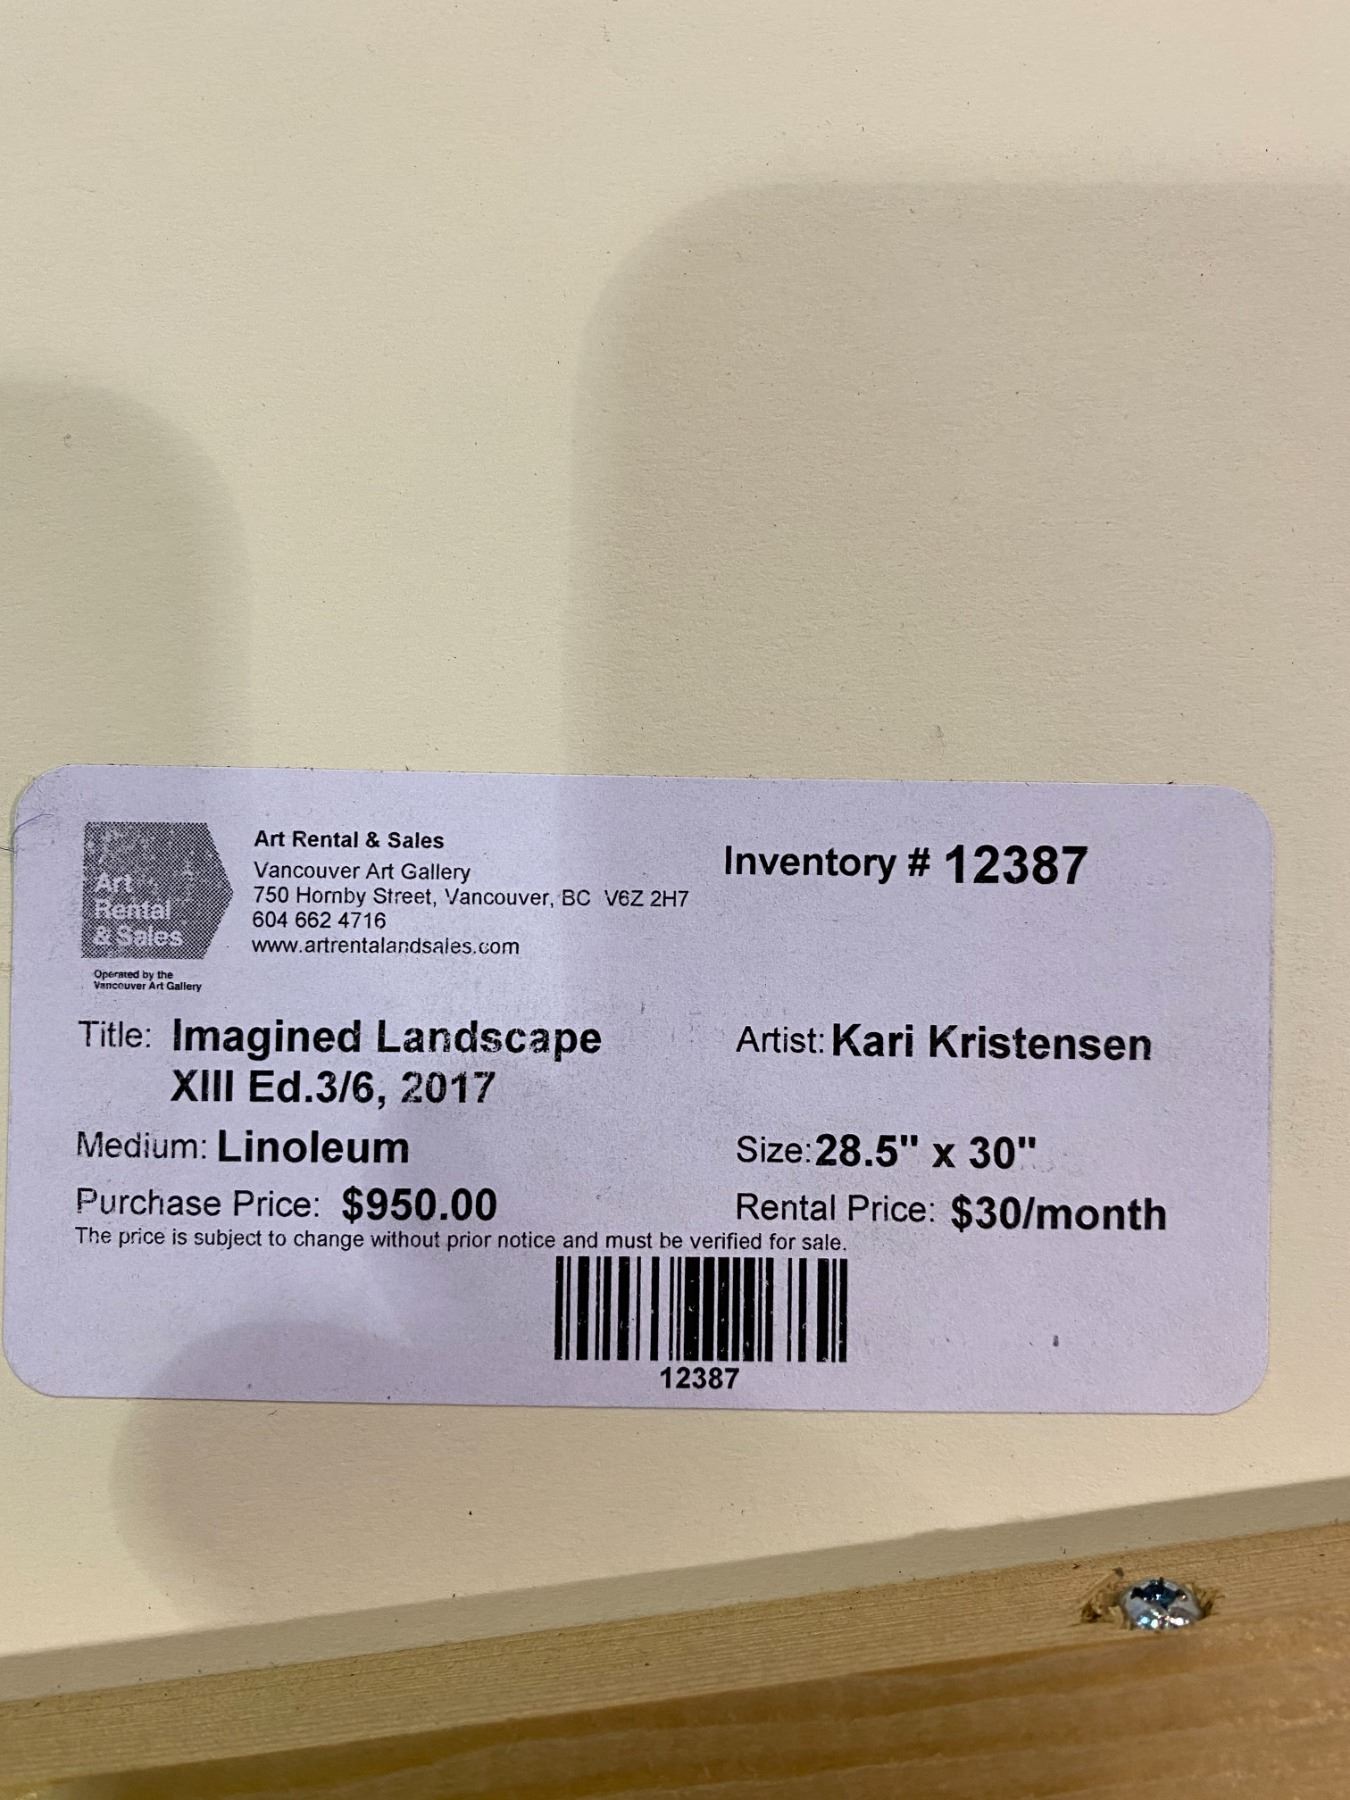 Art
Rental
& Sales
Operated by the
Vancouver Art Gallery
Art Rental & Sales
Vancouver Art Gallery
750 Hornby Street, Vancouver, BC V6Z 2H7
604 662 4716
www.artrentalandsales.com
Inventory # 12387
Title: Imagined Landscape
XIII Ed.3/6, 2017
Artist: Kari Kristensen
Medium: Linoleum
Size: 28.5" x 30"
Purchase Price: $950.00
Rental Price: $30/month
The price is subject to change without prior notice and must be verified for sale.
12387